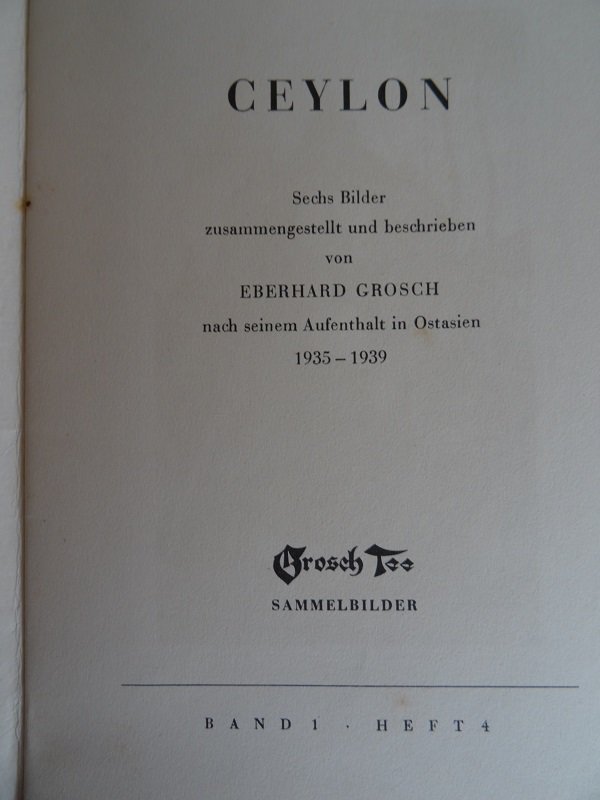 CEYLON
Sechs Bilder
zusammengestellt und beschrieben
von
EBERHARD GROSCH
nach seinem Aufenthalt in Ostasien
1935 – 1939
Grosch Tee
SAMMELBILDER
BAND 1 · HEFT 4